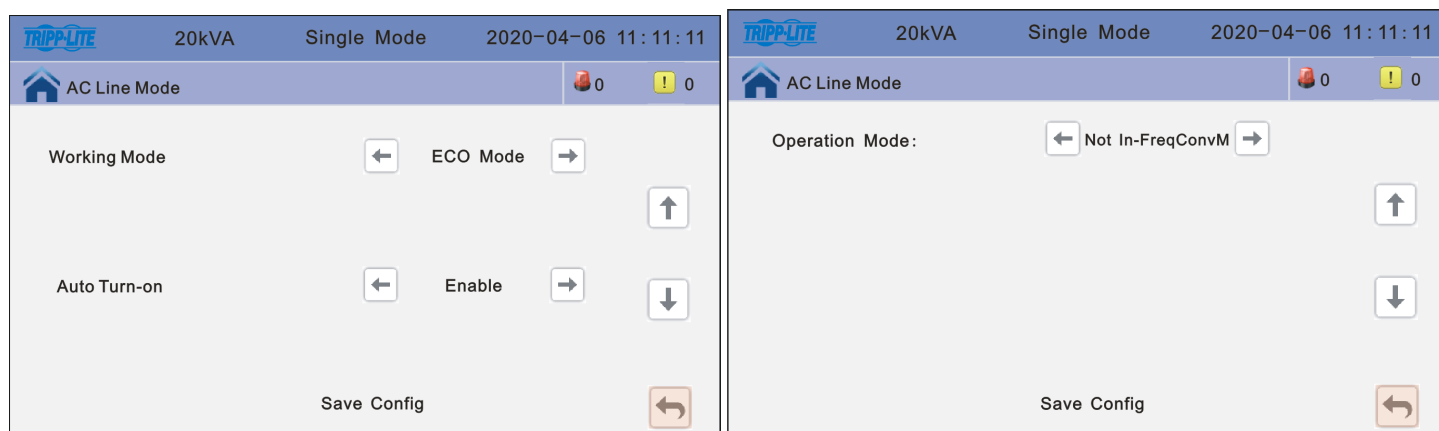 TRIPP·LITE 20kVA Single Mode 2020-04-06 11:11:11
AC Line Mode 0 ! 0
Working Mode ECO Mode
Auto Turn-on Enable
Save Config
TRIPP·LITE 20kVA Single Mode 2020-04-06 11:11:11
AC Line Mode 0 ! 0
Operation Mode: Not In-FreqConvM
Save Config